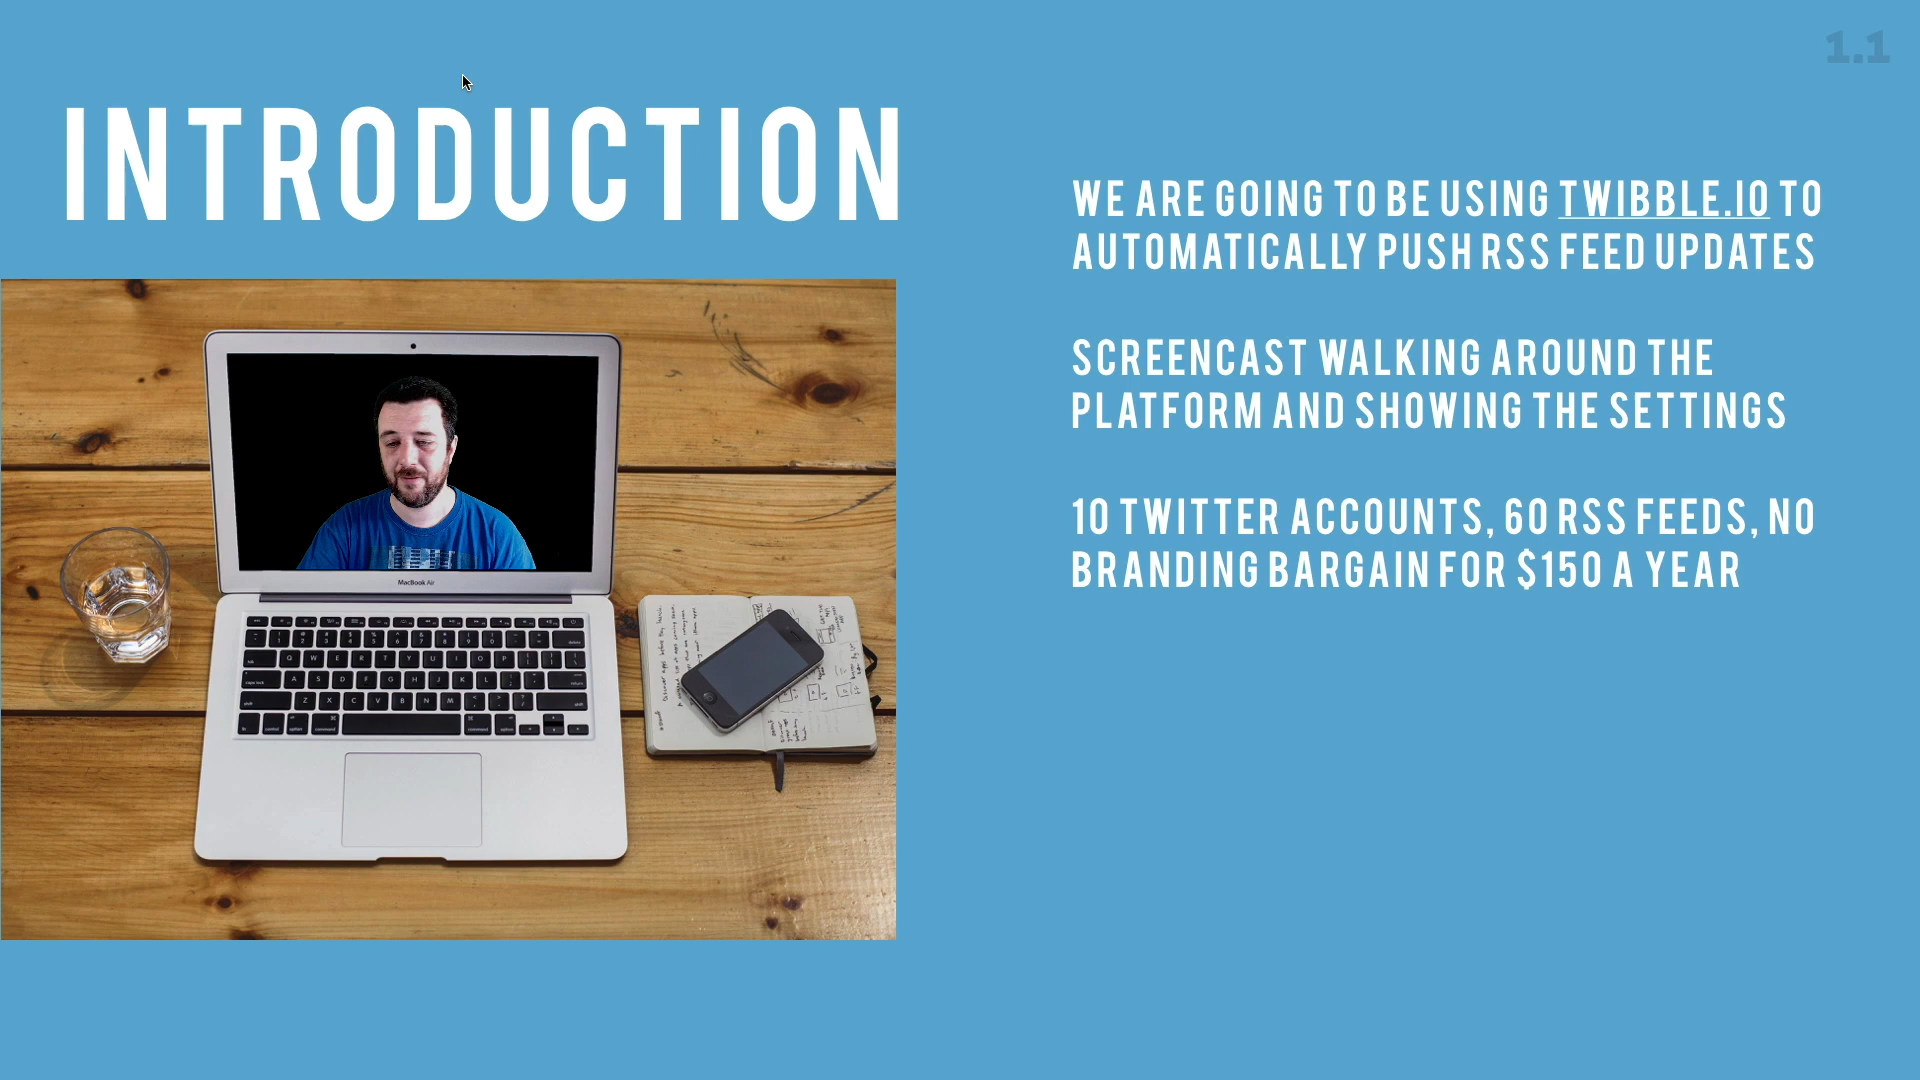 1.1
INTRODUCTION
WE ARE GOING TO BE USING TWIBBLE.IO TO
AUTOMATICALLY PUSH RSS FEED UPDATES
SCREENCAST WALKING AROUND THE
PLATFORM AND SHOWING THE SETTINGS
10 TWITTER ACCOUNTS, 60 RSS FEEDS, NO
BRANDING BARGAIN FOR $150 A YEAR
MacBook Air
Q W E R T Y U I O P
A S D F G H J K L
Z X C V B N M